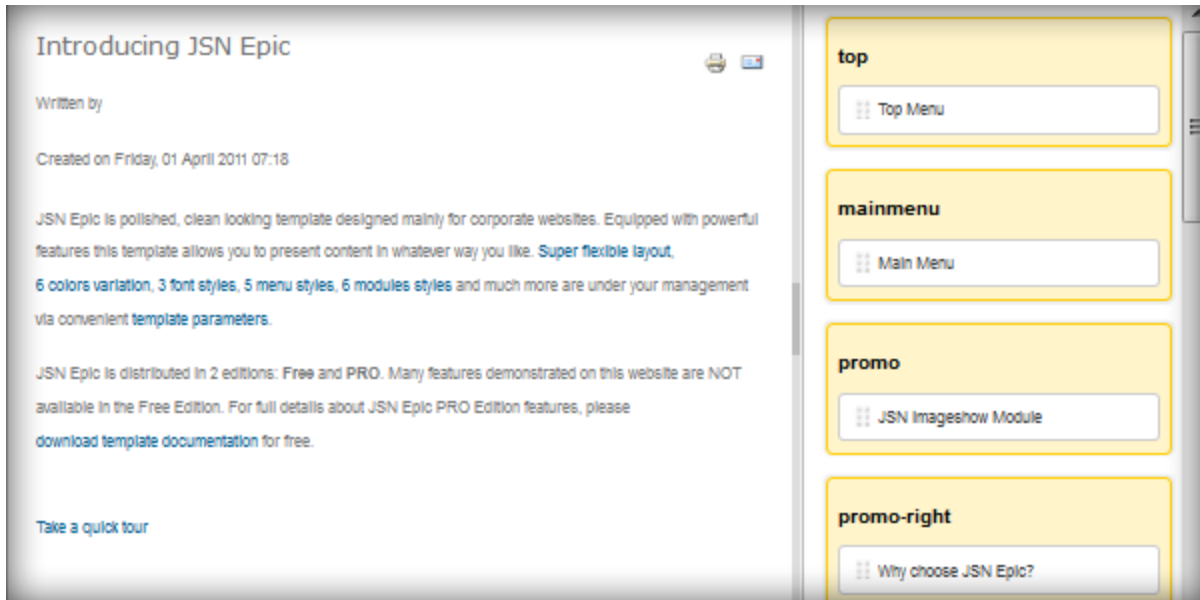 Introducing JSN Epic
Written by
Created on Friday, 01 April 2011 07:18
JSN Epic is polished, clean looking template designed mainly for corporate websites. Equipped with powerful
features this template allows you to present content in whatever way you like. Super flexible layout,
6 colors variation, 3 font styles, 5 menu styles, 6 modules styles and much more are under your management
via convenient template parameters.
JSN Epic is distributed in 2 editions: Free and PRO. Many features demonstrated on this website are NOT
available in the Free Edition. For full details about JSN Epic PRO Edition features, please
download template documentation for free.
Take a quick tour
top
Top Menu
mainmenu
Main Menu
promo
JSN Imageshow Module
promo-right
Why choose JSN Epic?